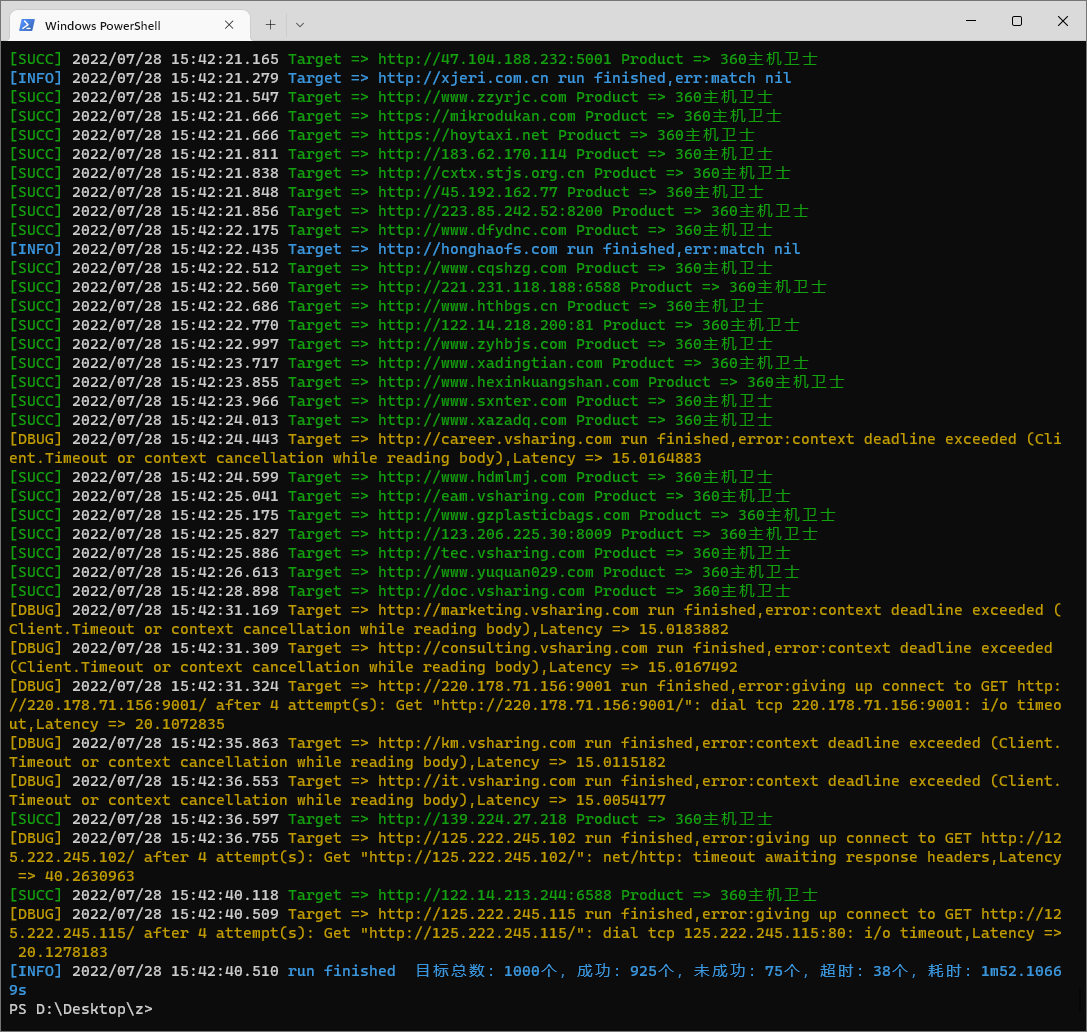 Windows PowerShell
[SUCC] 2022/07/28 15:42:21.165 Target => http://47.104.188.232:5001 Product => 360主机卫士
[INFO] 2022/07/28 15:42:21.279 Target => http://xjeri.com.cn run finished,err:match nil
[SUCC] 2022/07/28 15:42:21.547 Target => http://www.zzyrjc.com Product => 360主机卫士
[SUCC] 2022/07/28 15:42:21.666 Target => https://mikrodukan.com Product => 360主机卫士
[SUCC] 2022/07/28 15:42:21.666 Target => https://hoytaxi.net Product => 360主机卫士
[SUCC] 2022/07/28 15:42:21.811 Target => http://183.62.170.114 Product => 360主机卫士
[SUCC] 2022/07/28 15:42:21.838 Target => http://cxtx.stjs.org.cn Product => 360主机卫士
[SUCC] 2022/07/28 15:42:21.848 Target => http://45.192.162.77 Product => 360主机卫士
[SUCC] 2022/07/28 15:42:21.856 Target => http://223.85.242.52:8200 Product => 360主机卫士
[SUCC] 2022/07/28 15:42:22.175 Target => http://www.dfydnc.com Product => 360主机卫士
[INFO] 2022/07/28 15:42:22.435 Target => http://honghaofs.com run finished,err:match nil
[SUCC] 2022/07/28 15:42:22.512 Target => http://www.cqshzg.com Product => 360主机卫士
[SUCC] 2022/07/28 15:42:22.560 Target => http://221.231.118.188:6588 Product => 360主机卫士
[SUCC] 2022/07/28 15:42:22.686 Target => http://www.hthbgs.cn Product => 360主机卫士
[SUCC] 2022/07/28 15:42:22.770 Target => http://122.14.218.200:81 Product => 360主机卫士
[SUCC] 2022/07/28 15:42:22.997 Target => http://www.zyhbjs.com Product => 360主机卫士
[SUCC] 2022/07/28 15:42:23.717 Target => http://www.xadingtian.com Product => 360主机卫士
[SUCC] 2022/07/28 15:42:23.855 Target => http://www.hexinkuangshan.com Product => 360主机卫士
[SUCC] 2022/07/28 15:42:23.966 Target => http://www.sxnter.com Product => 360主机卫士
[SUCC] 2022/07/28 15:42:24.013 Target => http://www.xazadq.com Product => 360主机卫士
[DBUG] 2022/07/28 15:42:24.443 Target => http://career.vsharing.com run finished,error:context deadline exceeded (Cli
ent.Timeout or context cancellation while reading body),Latency => 15.0164883
[SUCC] 2022/07/28 15:42:24.599 Target => http://www.hdmlmj.com Product => 360主机卫士
[SUCC] 2022/07/28 15:42:25.041 Target => http://eam.vsharing.com Product => 360主机卫士
[SUCC] 2022/07/28 15:42:25.175 Target => http://www.gzplasticbags.com Product => 360主机卫士
[SUCC] 2022/07/28 15:42:25.827 Target => http://123.206.225.30:8009 Product => 360主机卫士
[SUCC] 2022/07/28 15:42:25.886 Target => http://tec.vsharing.com Product => 360主机卫士
[SUCC] 2022/07/28 15:42:26.613 Target => http://www.yuquan029.com Product => 360主机卫士
[SUCC] 2022/07/28 15:42:28.898 Target => http://doc.vsharing.com Product => 360主机卫士
[DBUG] 2022/07/28 15:42:31.169 Target => http://marketing.vsharing.com run finished,error:context deadline exceeded (
Client.Timeout or context cancellation while reading body),Latency => 15.0183882
[DBUG] 2022/07/28 15:42:31.309 Target => http://consulting.vsharing.com run finished,error:context deadline exceeded
(Client.Timeout or context cancellation while reading body),Latency => 15.0167492
[DBUG] 2022/07/28 15:42:31.324 Target => http://220.178.71.156:9001 run finished,error:giving up connect to GET http:
//220.178.71.156:9001/ after 4 attempt(s): Get "http://220.178.71.156:9001/": dial tcp 220.178.71.156:9001: i/o timeo
ut,Latency => 20.1072835
[DBUG] 2022/07/28 15:42:35.863 Target => http://km.vsharing.com run finished,error:context deadline exceeded (Client.
Timeout or context cancellation while reading body),Latency => 15.0115182
[DBUG] 2022/07/28 15:42:36.553 Target => http://it.vsharing.com run finished,error:context deadline exceeded (Client.
Timeout or context cancellation while reading body),Latency => 15.0054177
[SUCC] 2022/07/28 15:42:36.597 Target => http://139.224.27.218 Product => 360主机卫士
[DBUG] 2022/07/28 15:42:36.755 Target => http://125.222.245.102 run finished,error:giving up connect to GET http://12
5.222.245.102/ after 4 attempt(s): Get "http://125.222.245.102/": net/http: timeout awaiting response headers,Latency
=> 40.2630963
[SUCC] 2022/07/28 15:42:40.118 Target => http://122.14.213.244:6588 Product => 360主机卫士
[DBUG] 2022/07/28 15:42:40.509 Target => http://125.222.245.115 run finished,error:giving up connect to GET http://12
5.222.245.115/ after 4 attempt(s): Get "http://125.222.245.115/": dial tcp 125.222.245.115:80: i/o timeout,Latency =>
20.1278183
[INFO] 2022/07/28 15:42:40.510 run finished  目标总数: 1000个, 成功: 925个, 未成功: 75个, 超时: 38个, 耗时: 1m52.1066
9s
PS D:\Desktop\z>